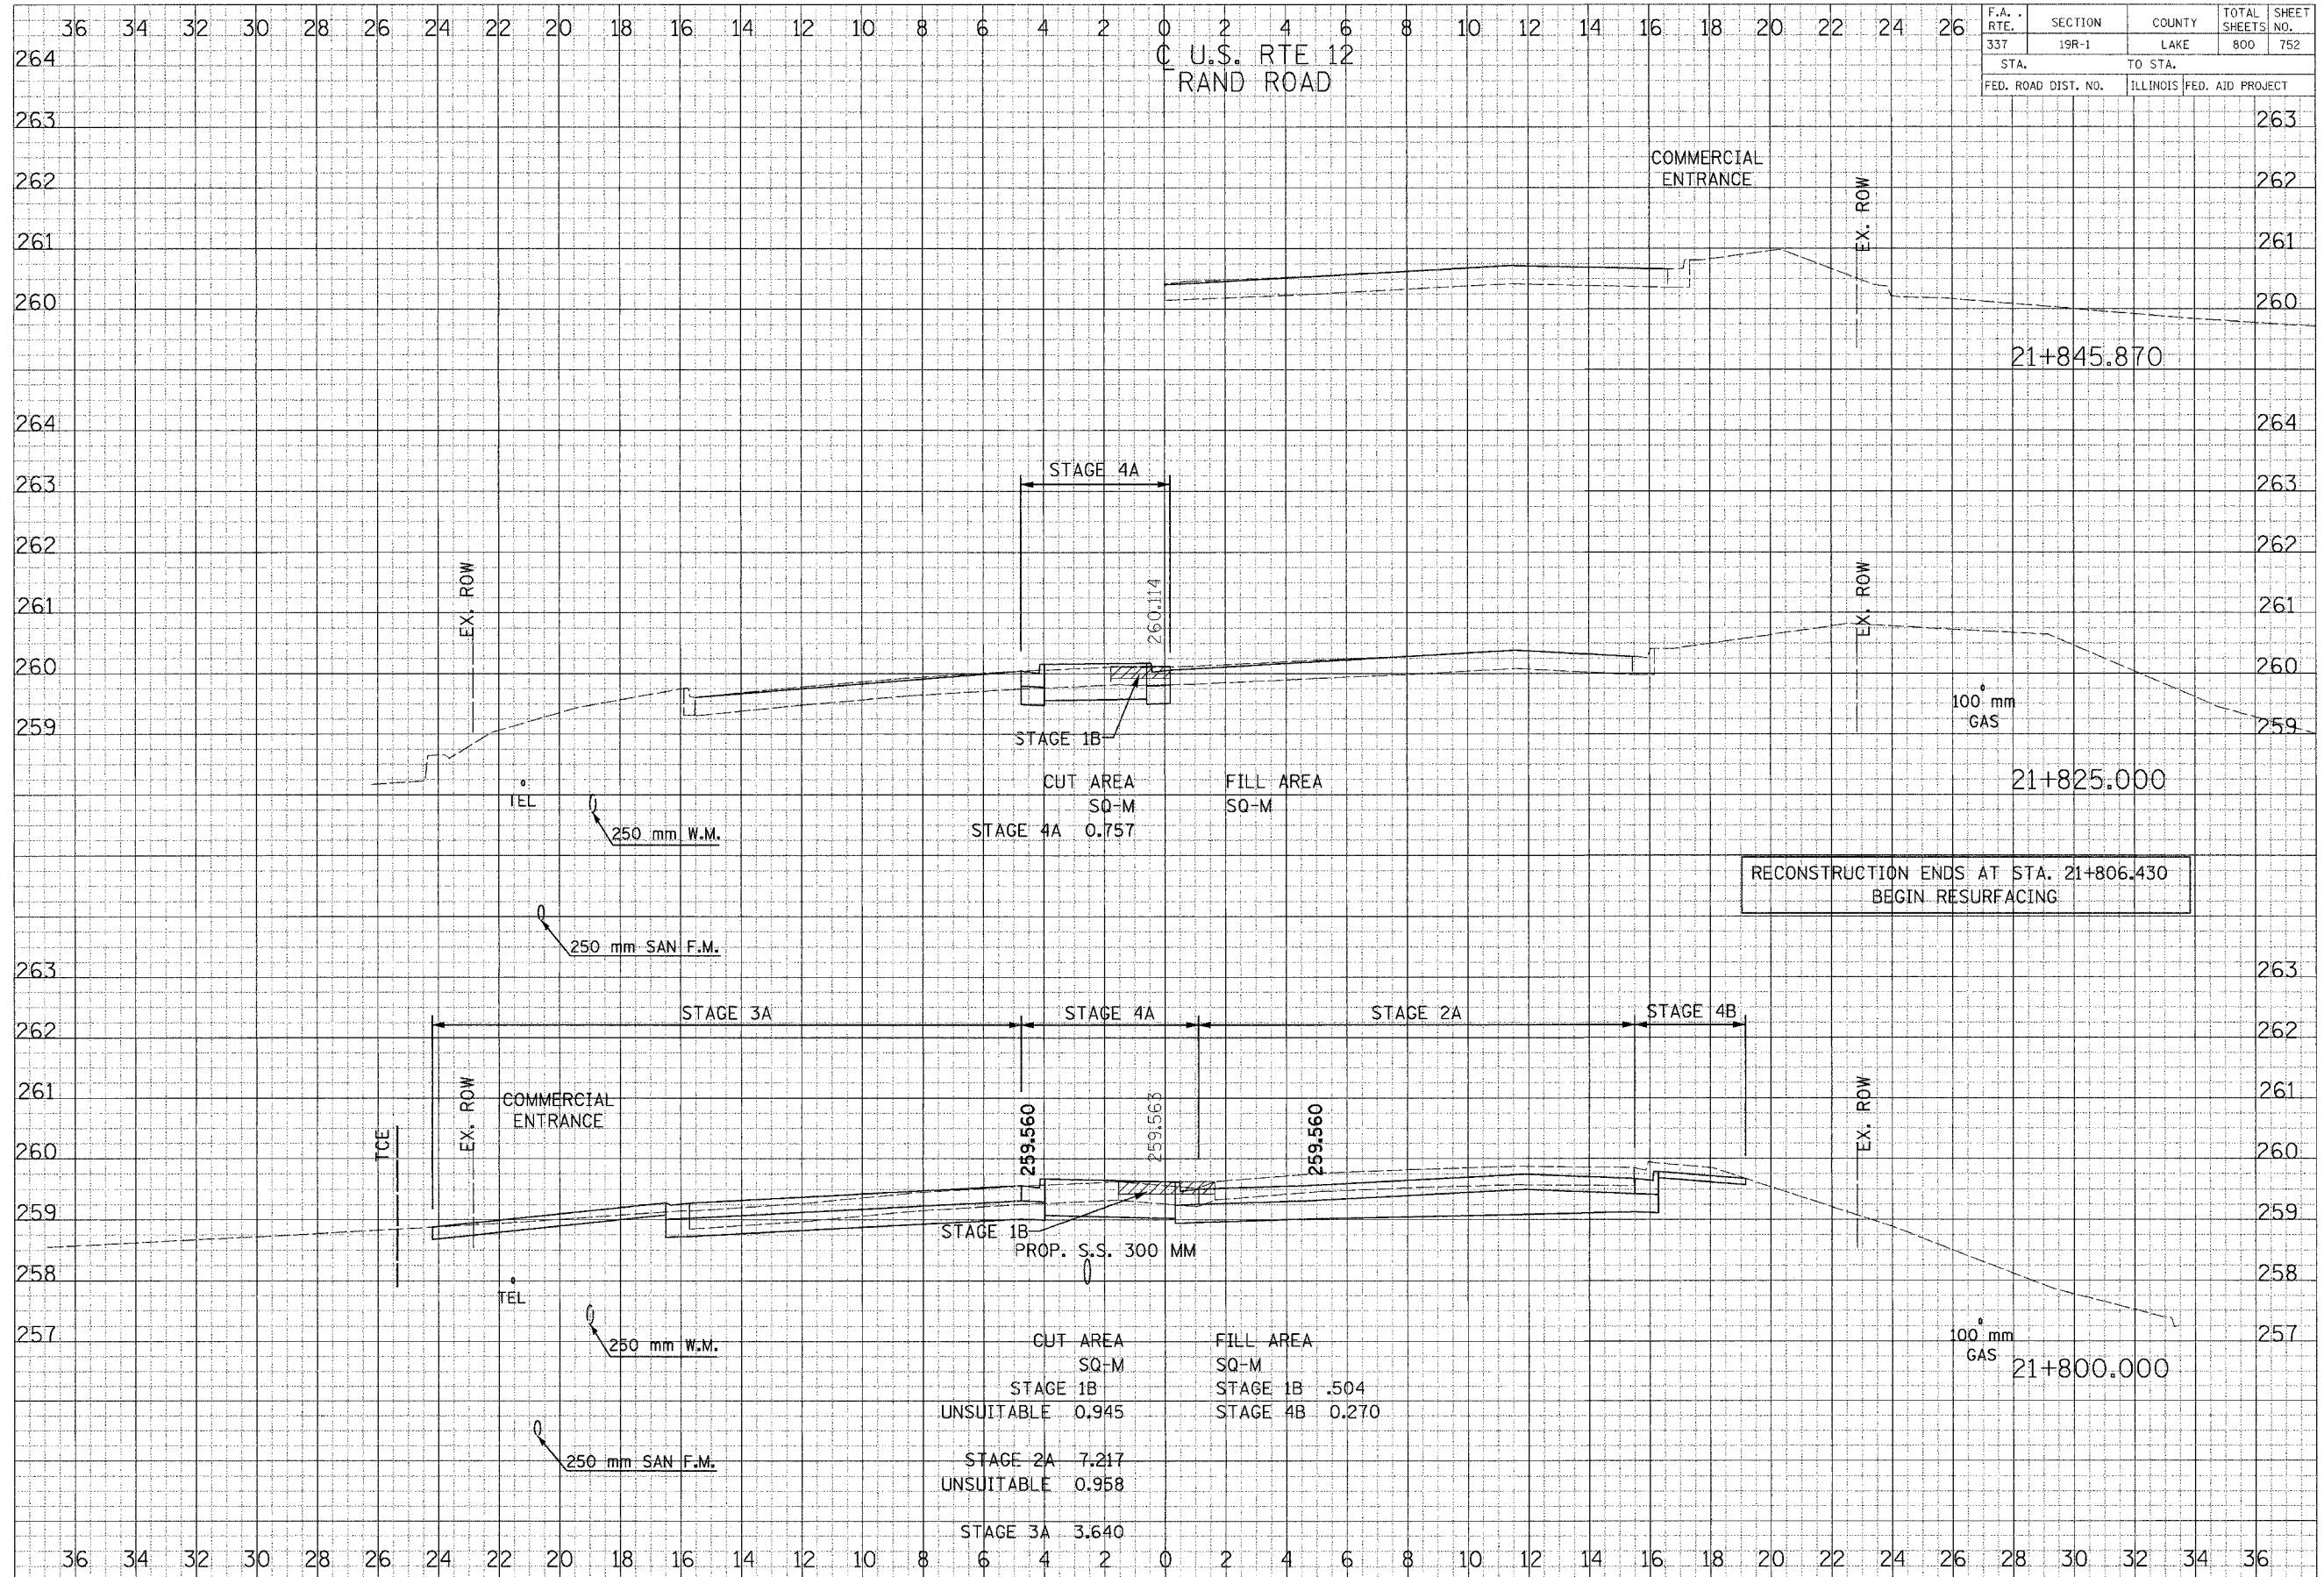 36 34 32 30 28 26 24 22 20 18 16 14 12 10 8 6 4 2 0 2 4 6 8 10 12 14 16 18 20 22 24 26
F.A. RTE. SECTION COUNTY TOTAL SHEETS SHEET NO.
337 19R-1 LAKE 800 752
STA. TO STA.
FED. ROAD DIST. NO. ILLINOIS FED. AID PROJECT
℄ U.S. RTE 12
RAND ROAD
264
263 263
COMMERCIAL
ENTRANCE
262 262
EX. ROW
261 261
260 260
21+845.870
264 264
STAGE 4A
263 263
262 262
EX. ROW
260.114
EX. ROW
261 261
260 260
100 mm
GAS
259 259
STAGE 1B
TEL
CUT AREA FILL AREA
SQ-M SQ-M
STAGE 4A 0.757
21+825.000
250 mm W.M.
RECONSTRUCTION ENDS AT STA. 21+806.430
BEGIN RESURFACING
250 mm SAN F.M.
263 263
STAGE 3A STAGE 4A STAGE 2A STAGE 4B
262 262
261 261
COMMERCIAL
ENTRANCE
TCE
EX. ROW
259.560
259.563
259.560
EX. ROW
260 260
259 259
STAGE 1B
PROP. S.S. 300 MM
258 258
TEL
257 257
250 mm W.M.
100 mm
GAS
21+800.000
CUT AREA FILL AREA
SQ-M SQ-M
STAGE 1B STAGE 1B .504
UNSUITABLE 0.945 STAGE 4B 0.270
250 mm SAN F.M.
STAGE 2A 7.217
UNSUITABLE 0.958
STAGE 3A 3.640
36 34 32 30 28 26 24 22 20 18 16 14 12 10 8 6 4 2 0 2 4 6 8 10 12 14 16 18 20 22 24 26 28 30 32 34 36